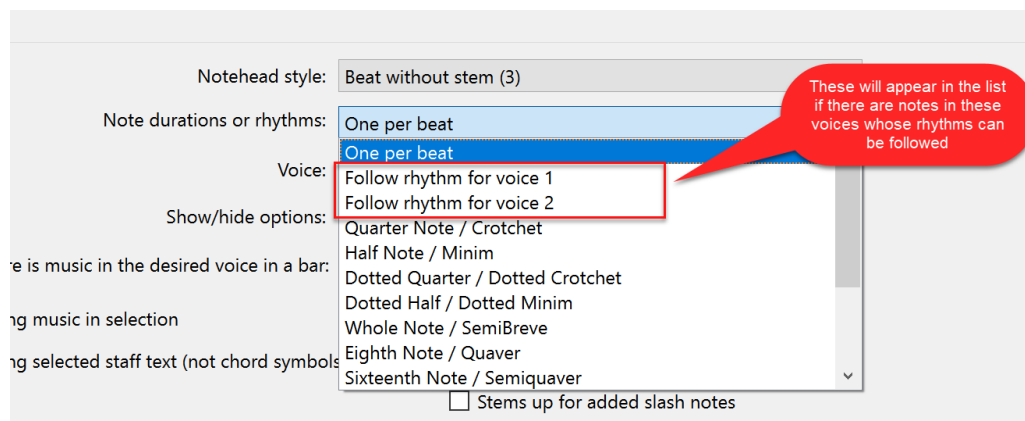 Notehead style: Beat without stem (3)
These will appear in the list
if there are notes in these
voices whose rhythms can
be followed
Note durations or rhythms: One per beat
One per beat
Voice:
Follow rhythm for voice 1
Follow rhythm for voice 2
Show/hide options:
Quarter Note / Crotchet
Half Note / Minim
re is music in the desired voice in a bar:
Dotted Quarter / Dotted Crotchet
Dotted Half / Dotted Minim
ng music in selection
Whole Note / SemiBreve
Eighth Note / Quaver
ng selected staff text (not chord symbols
Sixteenth Note / Semiquaver
Stems up for added slash notes